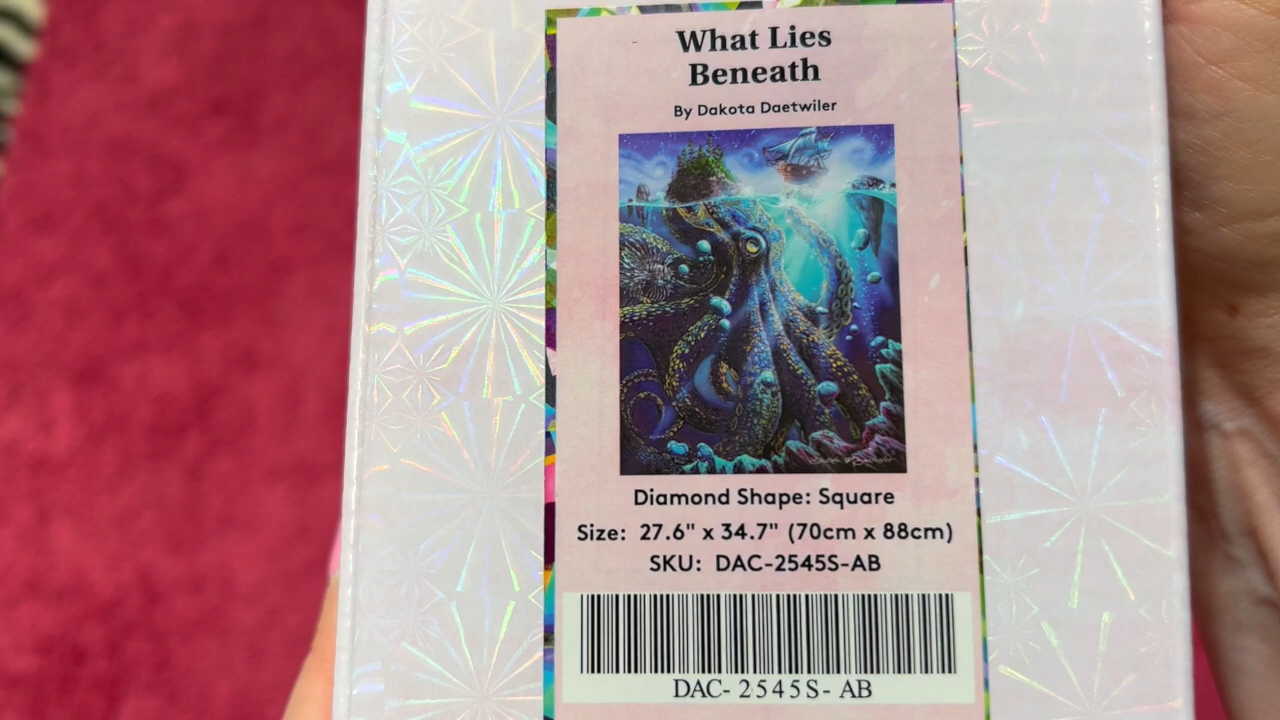 What Lies
Beneath
By Dakota Daetwiler
Diamond Shape: Square
Size: 27.6" x 34.7" (70cm x 88cm)
SKU: DAC-2545S-AB
DAC- 2545S- AB